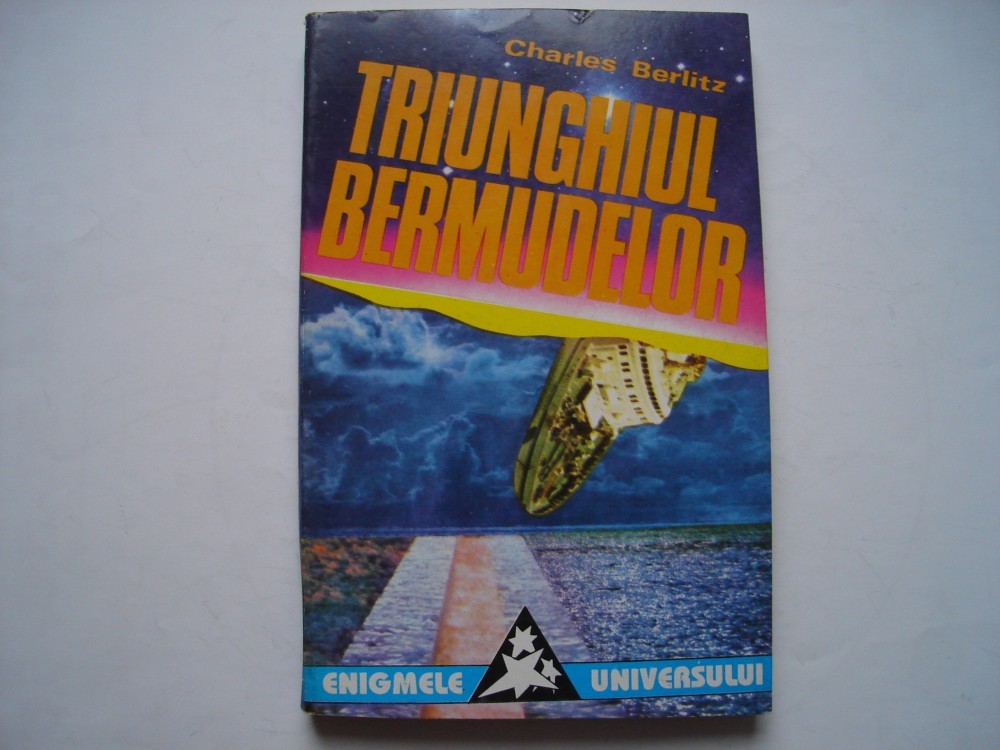 Charles Berlitz
TRIUNGHIUL
BERMUDELOR
ENIGMELE UNIVERSULUI